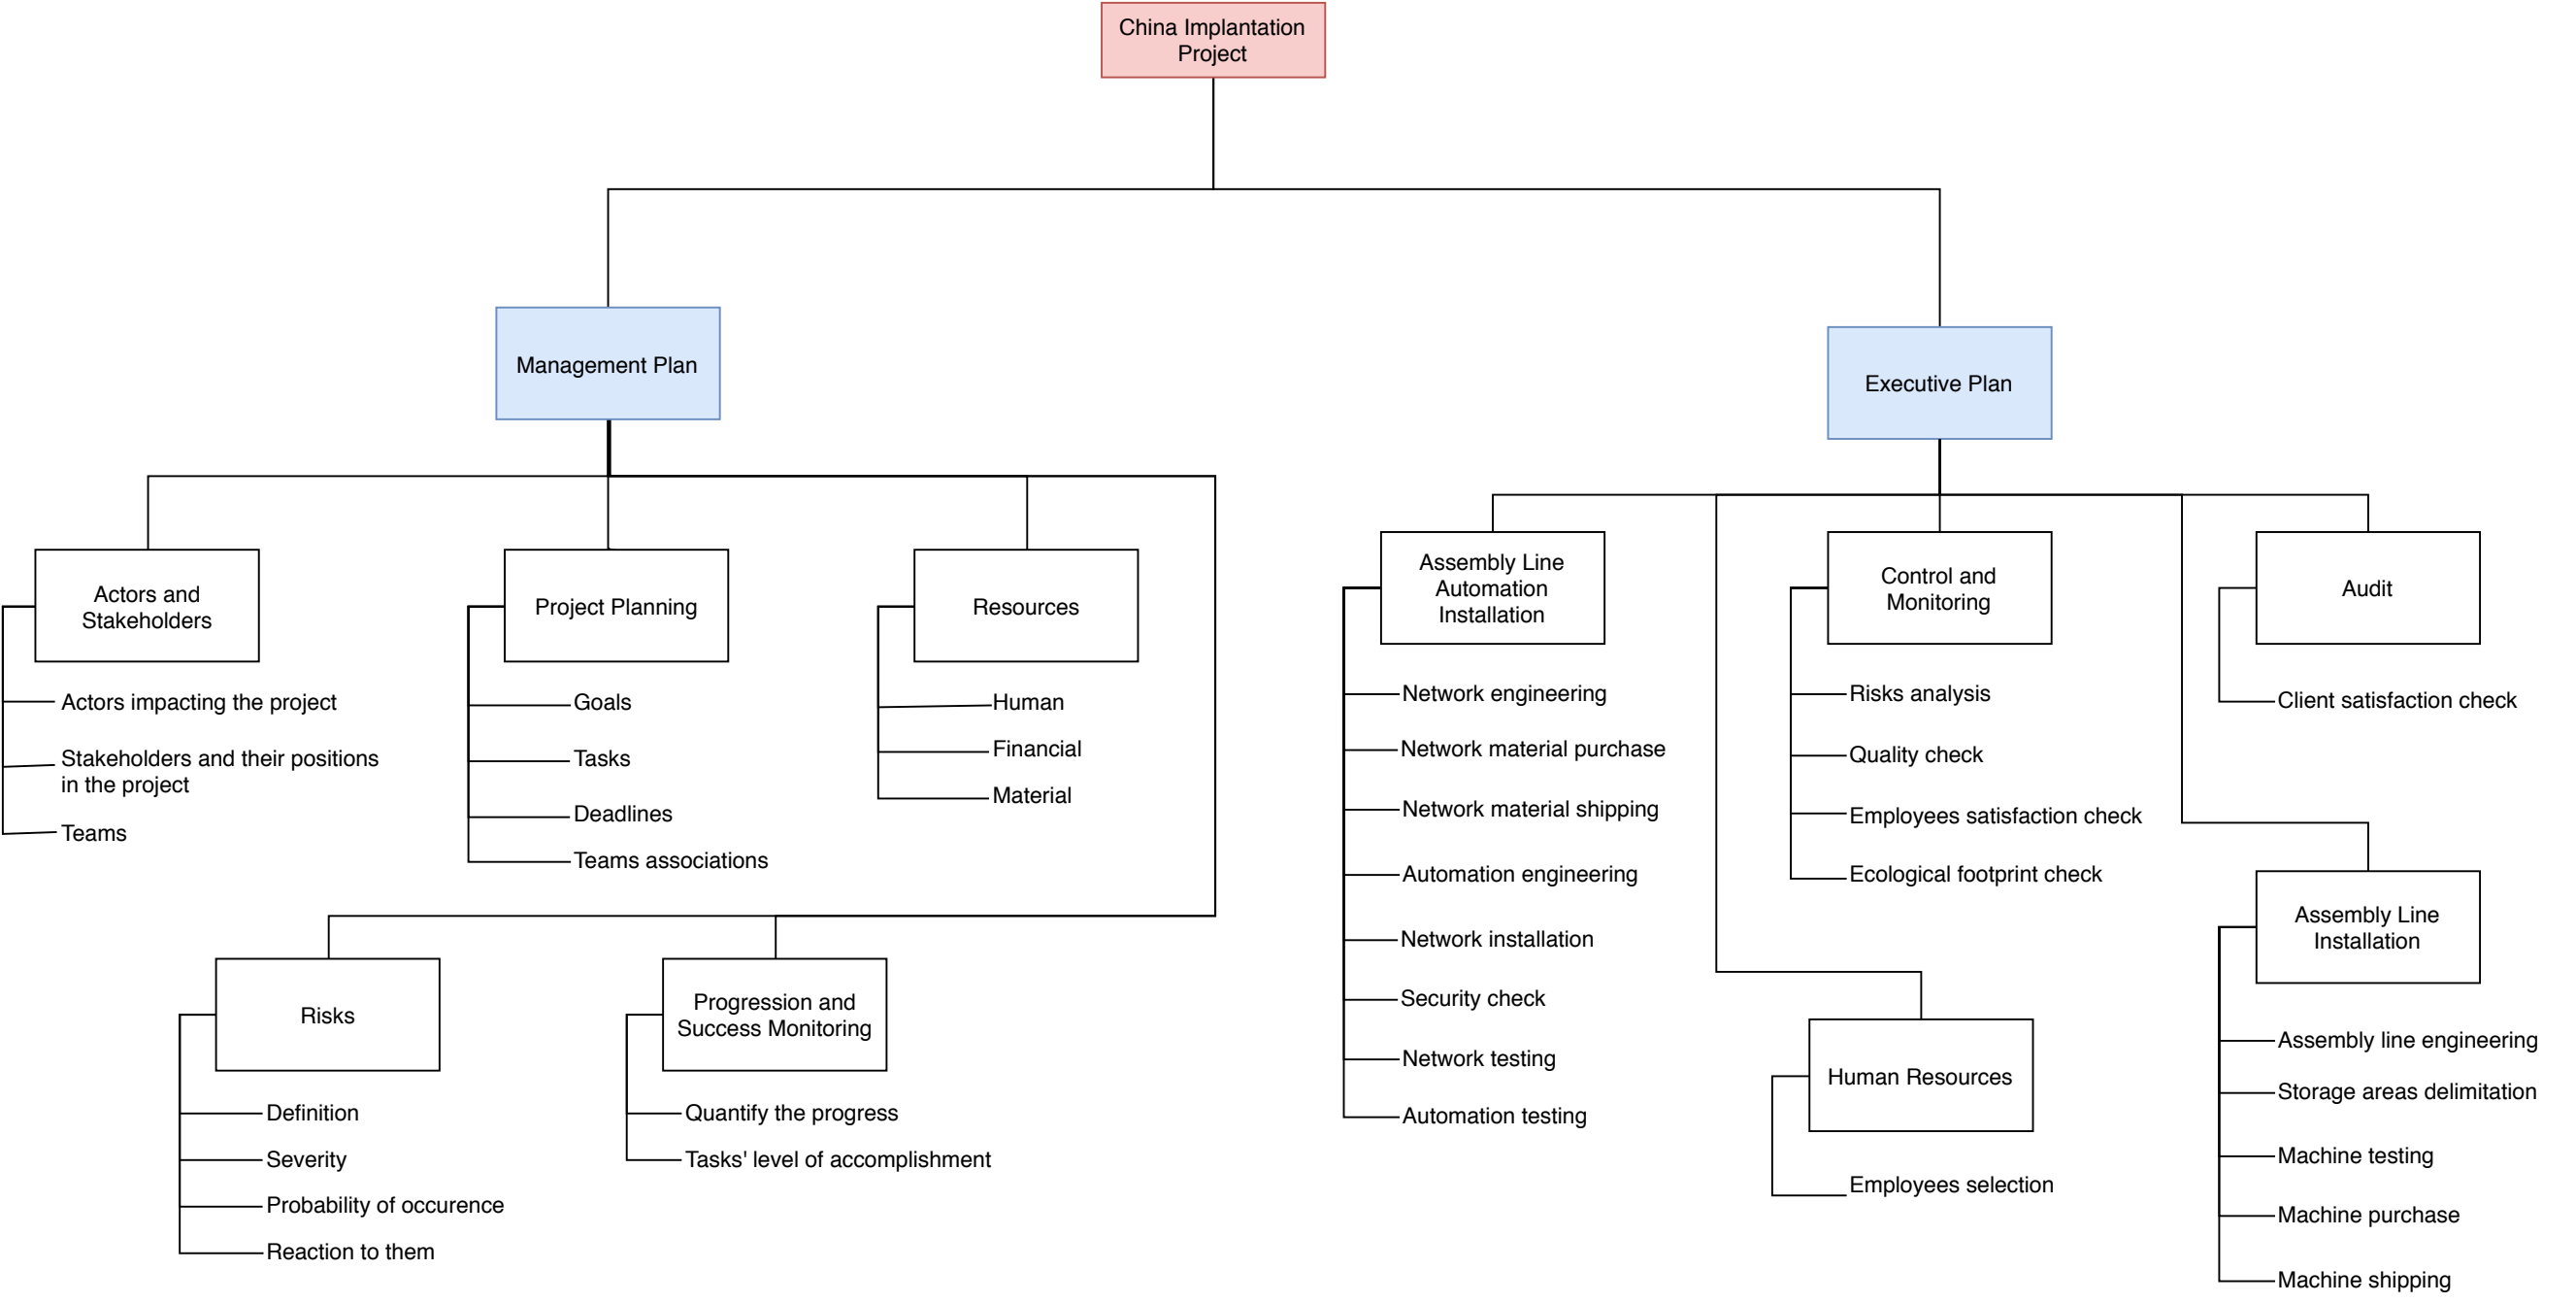 China Implantation
Project
Management Plan
Executive Plan
Actors and
Stakeholders
Actors impacting the project
Stakeholders and their positions
in the project
Teams
Project Planning
Goals
Tasks
Deadlines
Teams associations
Resources
Human
Financial
Material
Risks
Definition
Severity
Probability of occurence
Reaction to them
Progression and
Success Monitoring
Quantify the progress
Tasks' level of accomplishment
Assembly Line
Automation
Installation
Network engineering
Network material purchase
Network material shipping
Automation engineering
Network installation
Security check
Network testing
Automation testing
Control and
Monitoring
Risks analysis
Quality check
Employees satisfaction check
Ecological footprint check
Human Resources
Employees selection
Audit
Client satisfaction check
Assembly Line
Installation
Assembly line engineering
Storage areas delimitation
Machine testing
Machine purchase
Machine shipping